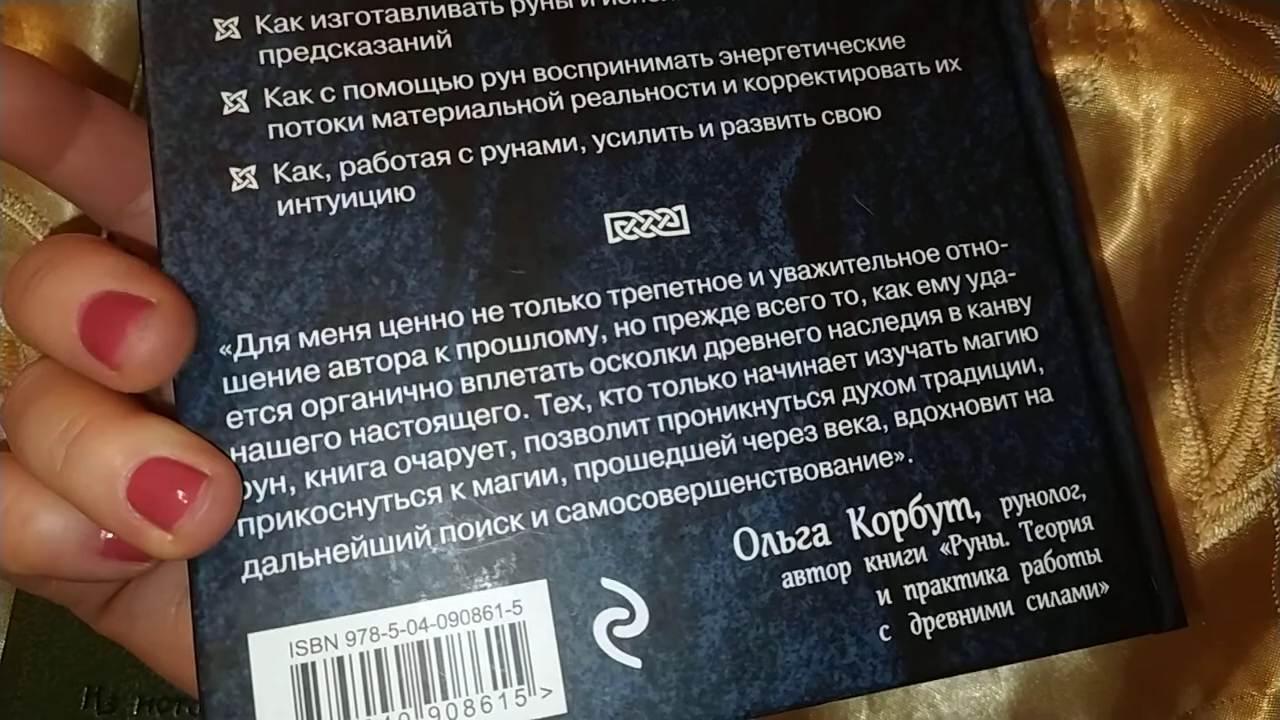 Как изготавливать руны и
предсказаний
Как с помощью рун воспринимать энергетические
потоки материальной реальности и корректировать их
Как, работая с рунами, усилить и развить свою
интуицию
«Для меня ценно не только трепетное и уважительное отно-
шение автора к прошлому, но прежде всего то, как ему уда-
ется органично вплетать осколки древнего наследия в канву
нашего настоящего. Тех, кто только начинает изучать магию
рун, книга очарует, позволит проникнуться духом традиции,
прикоснуться к магии, прошедшей через века, вдохновит на
дальнейший поиск и самосовершенствование».
Ольга Корбут, рунолог,
автор книги «Руны. Теория
и практика работы
с древними силами»
ISBN 978-5-04-090861-5
908615 >